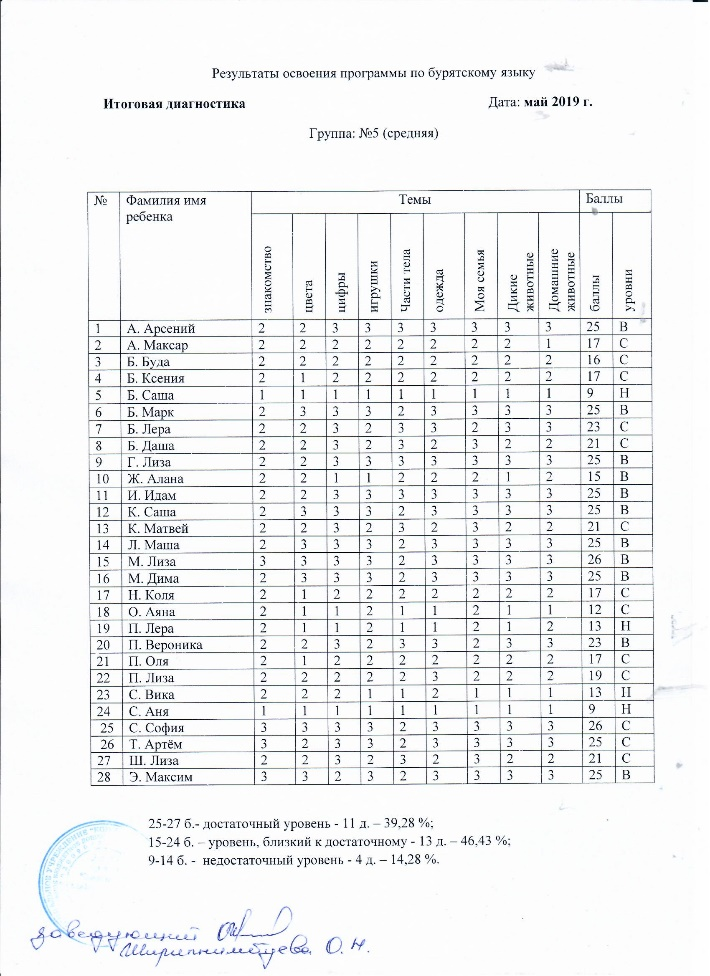 Результаты освоения программы по бурятскому языку
Итоговая диагностика Дата: май 2019 г.
Группа: №5 (средняя)
№ Фамилия имя ребенка Темы Баллы
знакомство цвета цифры игрушки Части тела одежда Моя семья Дикие животные Домашние животные баллы уровни
1 А. Арсений 2 2 3 3 3 3 3 3 3 25 В
2 А. Максар 2 2 2 2 2 2 2 2 1 17 С
3 Б. Буда 2 2 2 2 2 2 2 2 2 16 С
4 Б. Ксения 2 1 2 2 2 2 2 2 2 17 С
5 Б. Саша 1 1 1 1 1 1 1 1 1 9 Н
6 Б. Марк 2 3 3 3 2 3 3 3 3 25 В
7 Б. Лера 2 2 3 2 3 3 2 3 3 23 С
8 Б. Даша 2 2 3 2 3 2 3 2 2 21 С
9 Г. Лиза 2 2 3 3 3 3 3 3 3 25 В
10 Ж. Алана 2 2 1 1 2 2 2 1 2 15 В
11 И. Идам 2 2 3 3 3 3 3 3 3 25 В
12 К. Саша 2 3 3 3 2 3 3 3 3 25 В
13 К. Матвей 2 2 3 2 3 2 3 2 2 21 С
14 Л. Маша 2 3 3 3 2 3 3 3 3 25 В
15 М. Лиза 3 3 3 3 2 3 3 3 3 26 В
16 М. Дима 2 3 3 3 2 3 3 3 3 25 В
17 Н. Коля 2 1 2 2 2 2 2 2 2 17 С
18 О. Аяна 2 1 1 2 1 1 2 1 1 12 С
19 П. Лера 2 1 1 2 1 1 2 1 2 13 Н
20 П. Вероника 2 2 3 2 3 3 2 3 3 23 В
21 П. Оля 2 1 2 2 2 2 2 2 2 17 С
22 П. Лиза 2 2 2 2 2 3 2 2 2 19 С
23 С. Вика 2 2 2 1 1 2 1 1 1 13 Н
24 С. Аня 1 1 1 1 1 1 1 1 1 9 Н
25 С. София 3 3 3 3 2 3 3 3 3 26 С
26 Т. Артём 3 2 3 3 2 3 3 3 3 25 С
27 Ш. Лиза 2 2 3 2 3 2 3 2 2 21 С
28 Э. Максим 3 3 2 3 2 3 3 3 3 25 В
25-27 б.- достаточный уровень - 11 д. – 39,28 %;
15-24 б. – уровень, близкий к достаточному - 13 д. – 46,43 %;
9-14 б. - недостаточный уровень - 4 д. – 14,28 %.
заведующий
О. Н.